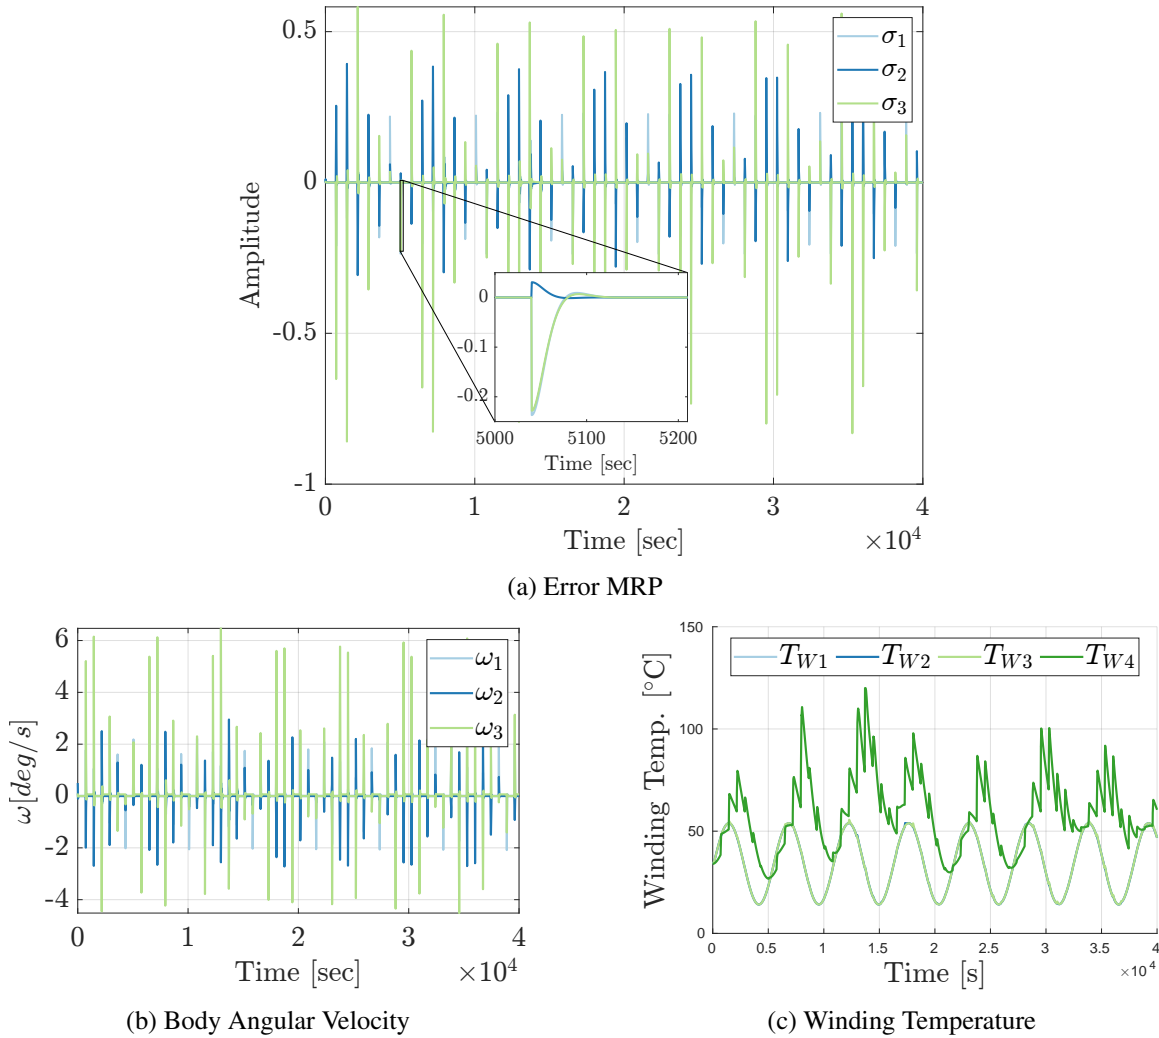 0.5
0
-0.5
-1
Amplitude
σ1
σ2
σ3
0
-0.1
-0.2
5000 5100 5200
Time [sec]
0 1 2 3 4
Time [sec] ×10^4
(a) Error MRP
6
4
2
0
-2
-4
ω[deg/s]
ω1
ω2
ω3
0 1 2 3 4
Time [sec] ×10^4
(b) Body Angular Velocity
150
100
50
0
Winding Temp. [°C]
TW1 TW2 TW3 TW4
0 0.5 1 1.5 2 2.5 3 3.5 4
Time [s] ×10^4
(c) Winding Temperature